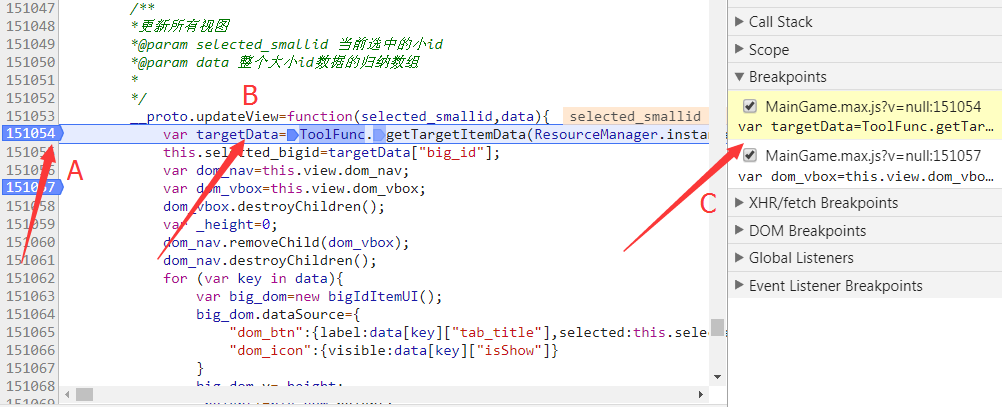 151047 /**
151048 *更新所有视图
151049 *@param selected_smallid 当前选中的小id
151050 *@param data 整个大小id数据的归纳数组
151051 *
151052 */
151053 __proto.updateView=function(selected_smallid,data){ selected_smallid
151054 var targetData=ToolFunc.getTargetItemData(ResourceManager.instan
this.selected_bigid=targetData["big_id"];
151056 var dom_nav=this.view.dom_nav;
151057 var dom_vbox=this.view.dom_vbox;
151058 dom_vbox.destroyChildren();
151059 var _height=0;
151060 dom_nav.removeChild(dom_vbox);
151061 dom_nav.destroyChildren();
151062 for (var key in data){
151063 var big_dom=new bigIdItemUI();
151064 big_dom.dataSource={
151065 "dom_btn":{label:data[key]["tab_title"],selected:this.sele
151066 "dom_icon":{visible:data[key]["isShow"]}
151067 }
151068
A
B
C
Call Stack
Scope
Breakpoints
MainGame.max.js?v=null:151054
var targetData=ToolFunc.getTar…
MainGame.max.js?v=null:151057
var dom_vbox=this.view.dom_vbo…
XHR/fetch Breakpoints
DOM Breakpoints
Global Listeners
Event Listener Breakpoints